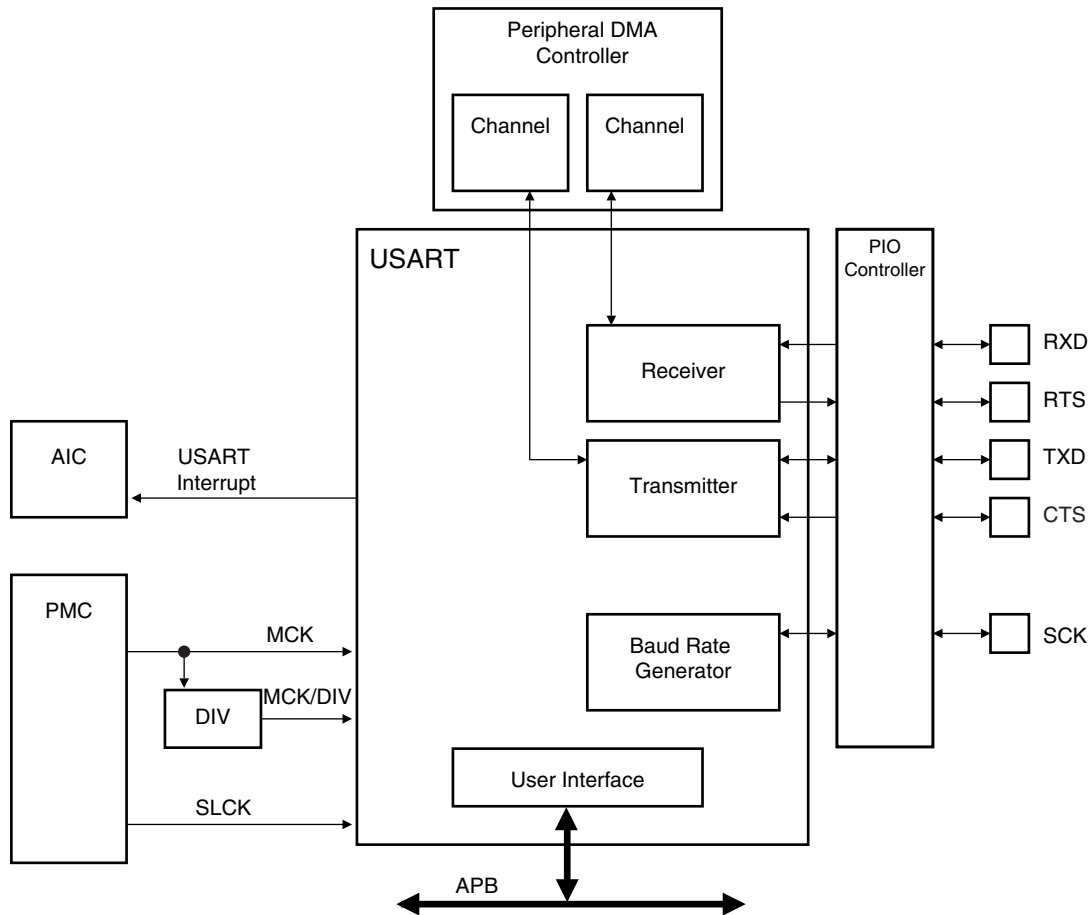 Peripheral DMA
Controller
Channel
Channel
USART
PIO
Controller
Receiver
RXD
RTS
AIC
USART
Interrupt
Transmitter
TXD
CTS
PMC
MCK
Baud Rate
Generator
SCK
DIV
MCK/DIV
User Interface
SLCK
APB